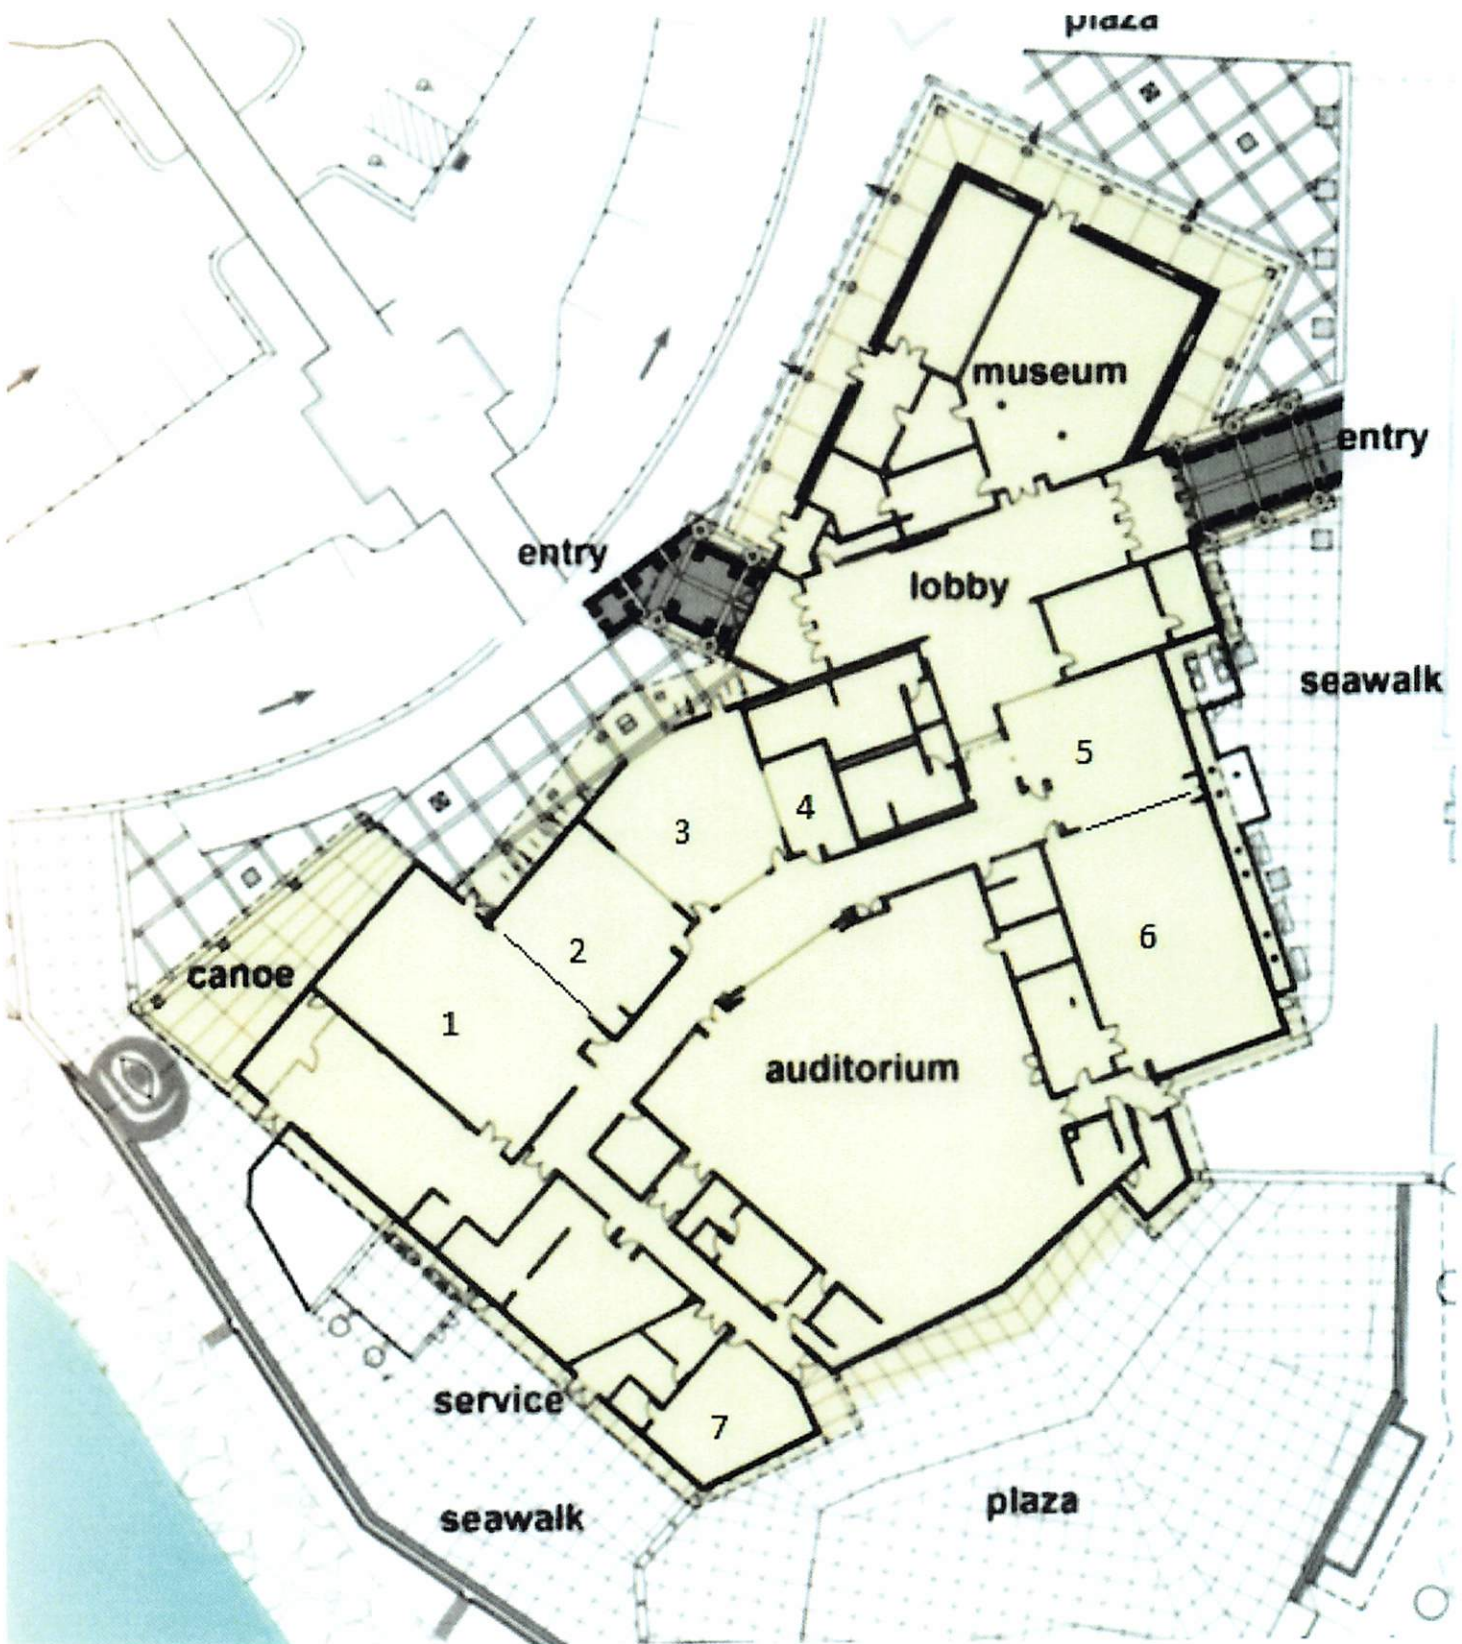 plaza
museum
entry
entry
lobby
seawalk
5
4
3
6
2
canoe
1
auditorium
service
7
plaza
seawalk